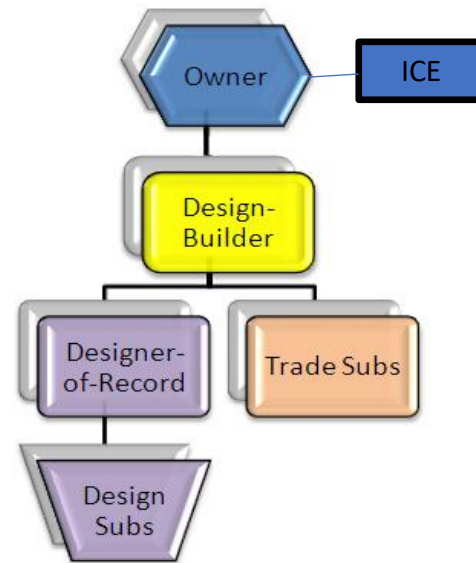 Owner
ICE
Design-
Builder
Designer-
of-Record
Trade Subs
Design
Subs